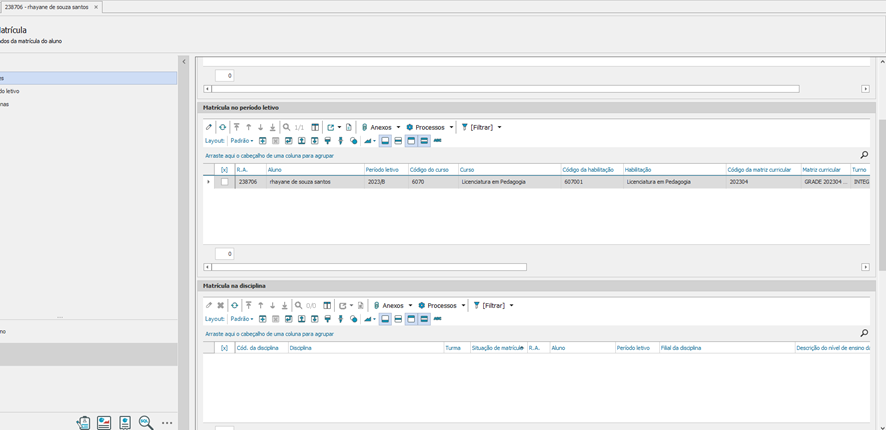 238706 - rhayane de souza santos ×
Matrícula
ados da matrícula do aluno
es
do letivo
nas
0
Matrícula no período letivo
1/1 Anexos Processos [Filtrar]
Layout: Padrão
Arraste aqui o cabeçalho de uma coluna para agrupar
[x] R.A. Aluno Período letivo Código do curso Curso Código da habilitação Habilitação Código da matriz curricular Matriz curricular Turno
238706 rhayane de souza santos 2023/B 6070 Licenciatura em Pedagogia 607001 Licenciatura em Pedagogia 202304 GRADE 202304 ... INTEG
0
Matrícula na disciplina
0/0 Anexos Processos [Filtrar]
Layout: Padrão
Arraste aqui o cabeçalho de uma coluna para agrupar
[x] Cód. da disciplina Disciplina Turma Situação de matrícula R.A. Aluno Período letivo Filial da disciplina Descrição do nível de ensino da
no
SQL